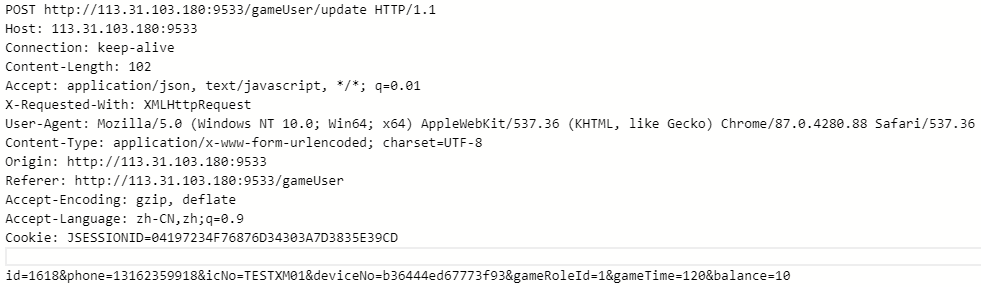 POST http://113.31.103.180:9533/gameUser/update HTTP/1.1
Host: 113.31.103.180:9533
Connection: keep-alive
Content-Length: 102
Accept: application/json, text/javascript, */*; q=0.01
X-Requested-With: XMLHttpRequest
User-Agent: Mozilla/5.0 (Windows NT 10.0; Win64; x64) AppleWebKit/537.36 (KHTML, like Gecko) Chrome/87.0.4280.88 Safari/537.36
Content-Type: application/x-www-form-urlencoded; charset=UTF-8
Origin: http://113.31.103.180:9533
Referer: http://113.31.103.180:9533/gameUser
Accept-Encoding: gzip, deflate
Accept-Language: zh-CN,zh;q=0.9
Cookie: JSESSIONID=04197234F76876D34303A7D3835E39CD
id=1618&phone=13162359918&icNo=TESTXM01&deviceNo=b36444ed67773f93&gameRoleId=1&gameTime=120&balance=10